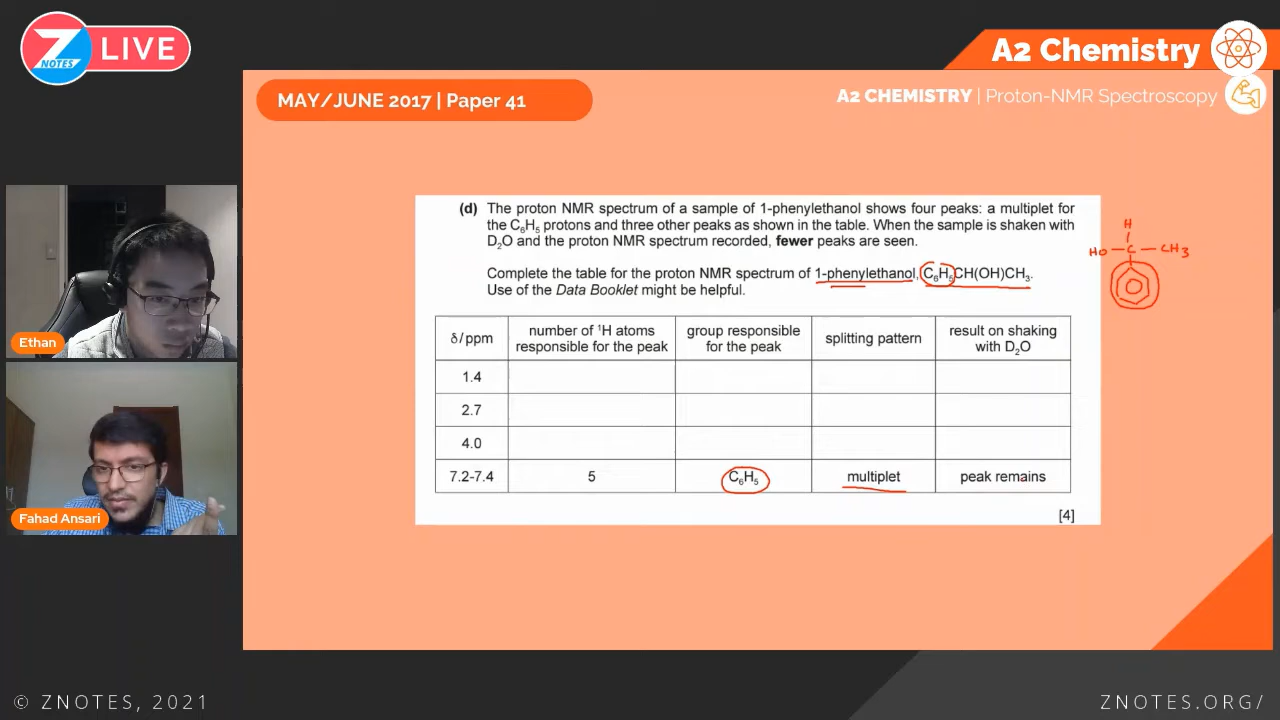 Z NOTES LIVE
A2 Chemistry
MAY/JUNE 2017 | Paper 41
A2 CHEMISTRY | Proton-NMR Spectroscopy
(d) The proton NMR spectrum of a sample of 1-phenylethanol shows four peaks: a multiplet for
the C₆H₅ protons and three other peaks as shown in the table. When the sample is shaken with
D₂O and the proton NMR spectrum recorded, fewer peaks are seen.
Complete the table for the proton NMR spectrum of 1-phenylethanol, C₆H₅CH(OH)CH₃.
Use of the Data Booklet might be helpful.
H
HO — C — CH₃
δ/ppm
number of ¹H atoms
responsible for the peak
group responsible
for the peak
splitting pattern
result on shaking
with D₂O
1.4
2.7
4.0
7.2-7.4 5 C₆H₅ multiplet peak remains
[4]
Ethan
Fahad Ansari
© ZNOTES, 2021
ZNOTES.ORG/